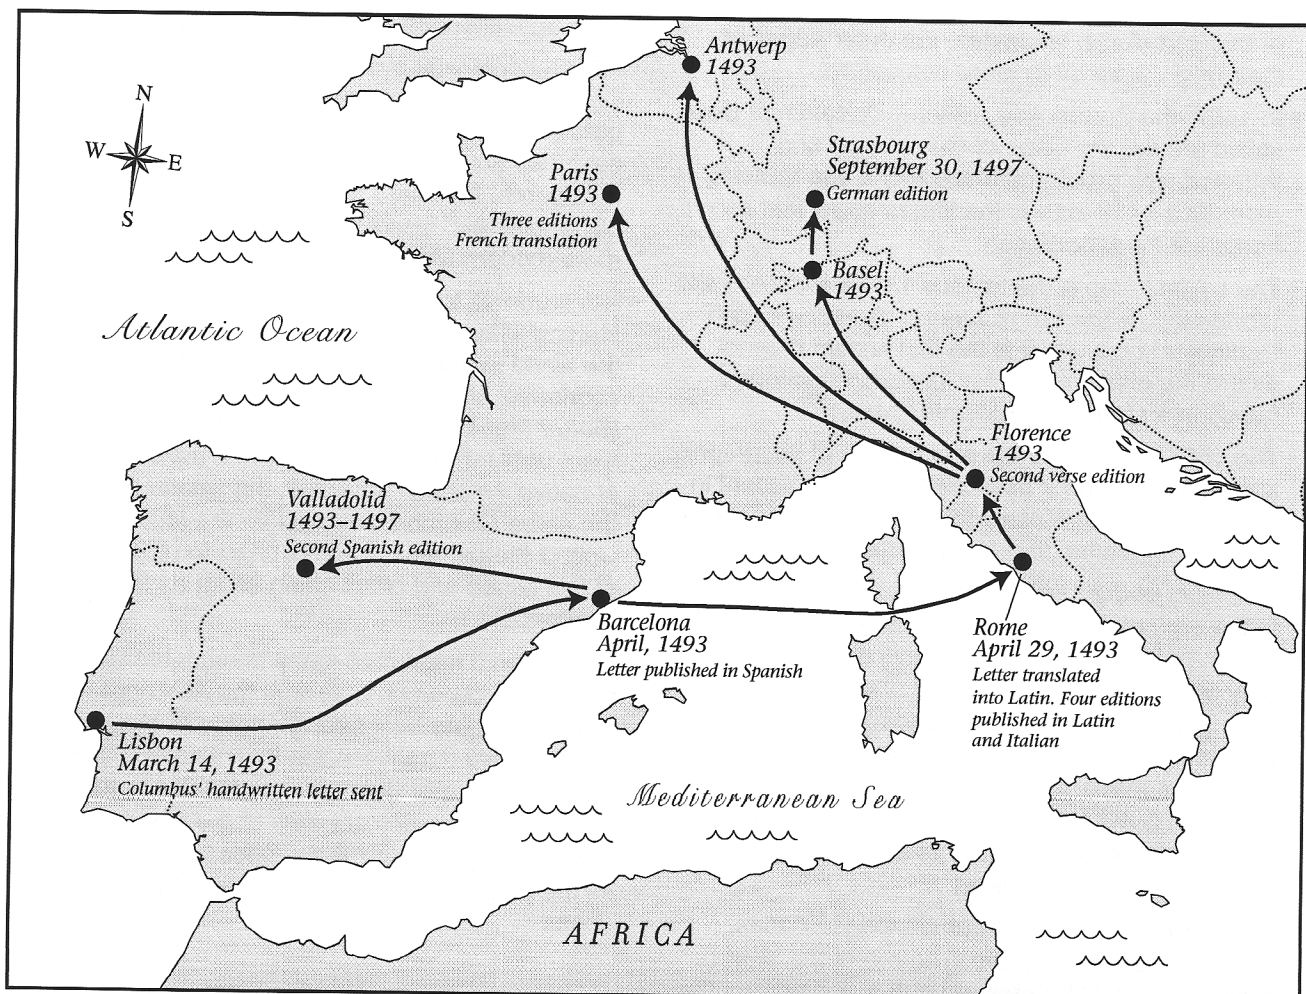 Antwerp
1493
N
W
E
S
Strasbourg
September 30, 1497
German edition
Paris
1493
Three editions
French translation
Basel
1493
Atlantic Ocean
Florence
1493
Second verse edition
Valladolid
1493–1497
Second Spanish edition
Barcelona
April, 1493
Letter published in Spanish
Rome
April 29, 1493
Letter translated
into Latin. Four editions
published in Latin
and Italian
Lisbon
March 14, 1493
Columbus' handwritten letter sent
Mediterranean Sea
AFRICA